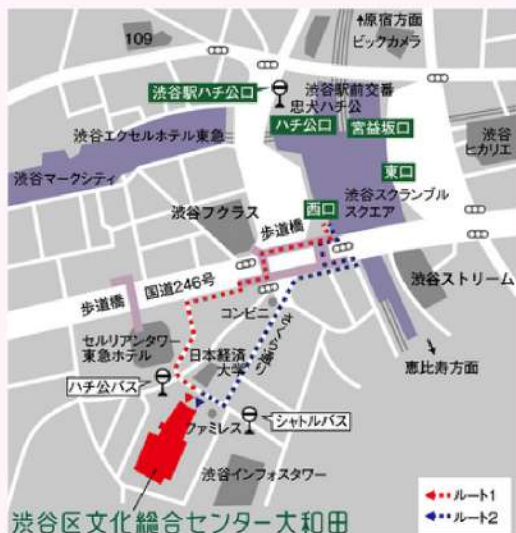 ↑原宿方面
ビックカメラ
109
渋谷駅ハチ公口
渋谷駅前交番
忠犬ハチ公
ハチ公口
宮益坂口
渋谷エクセルホテル東急
渋谷
ヒカリエ
東口
渋谷マークシティ
渋谷スクランブル
スクエア
西口
渋谷フクラス
歩道橋
渋谷ストリーム
国道246号
歩道橋
コンビニ
さくら通り
セルリアンタワー
東急ホテル
日本経済
大学
恵比寿方面
ハチ公バス
シャトルバス
ファミレス
渋谷インフォスタワー
ルート1
ルート2
渋谷区文化総合センター大和田